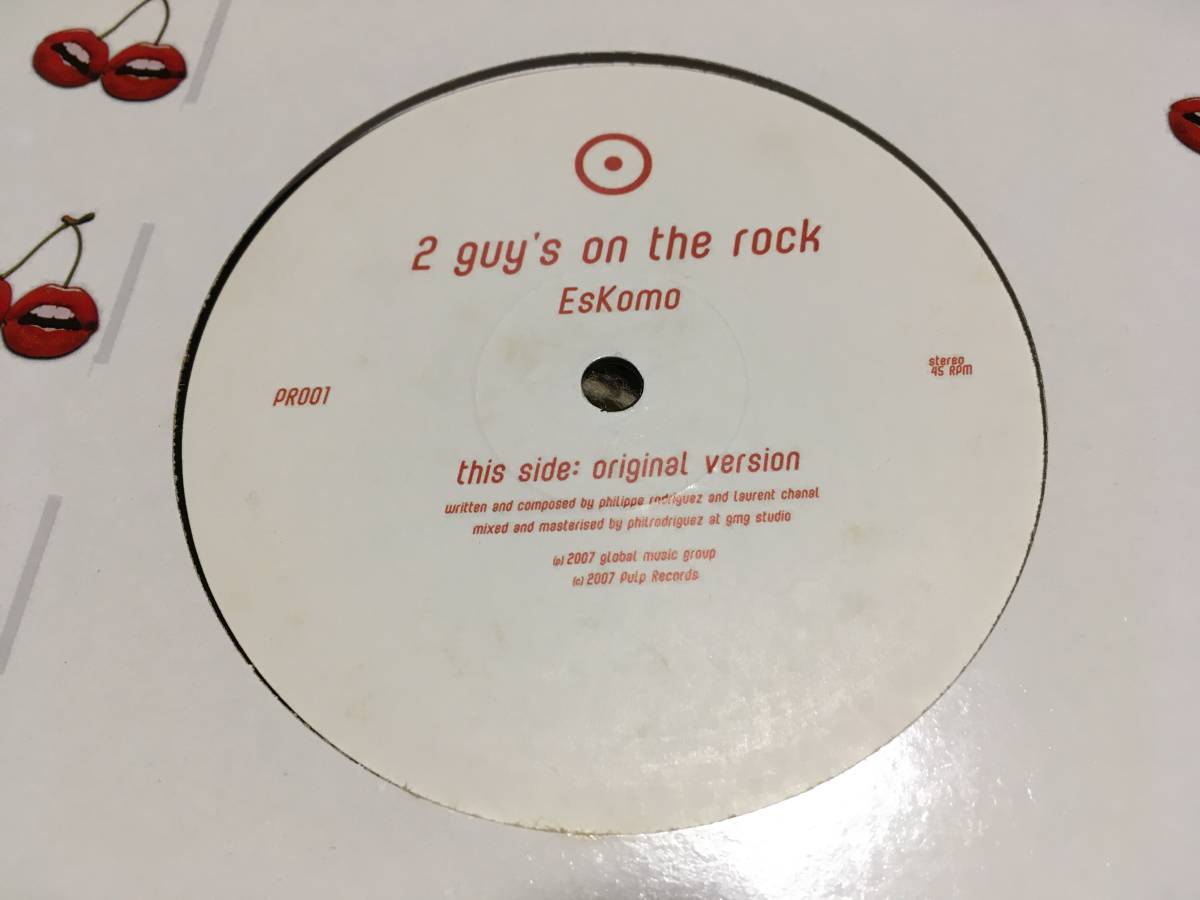 2 guy's on the rock
EsKomo
PR001
stereo
45 RPM
this side: original version
written and composed by philippe rodriguez and laurent chanal
mixed and masterised by philrodriguez at gmg studio
(p) 2007 global music group
(c) 2007 Pulp Records